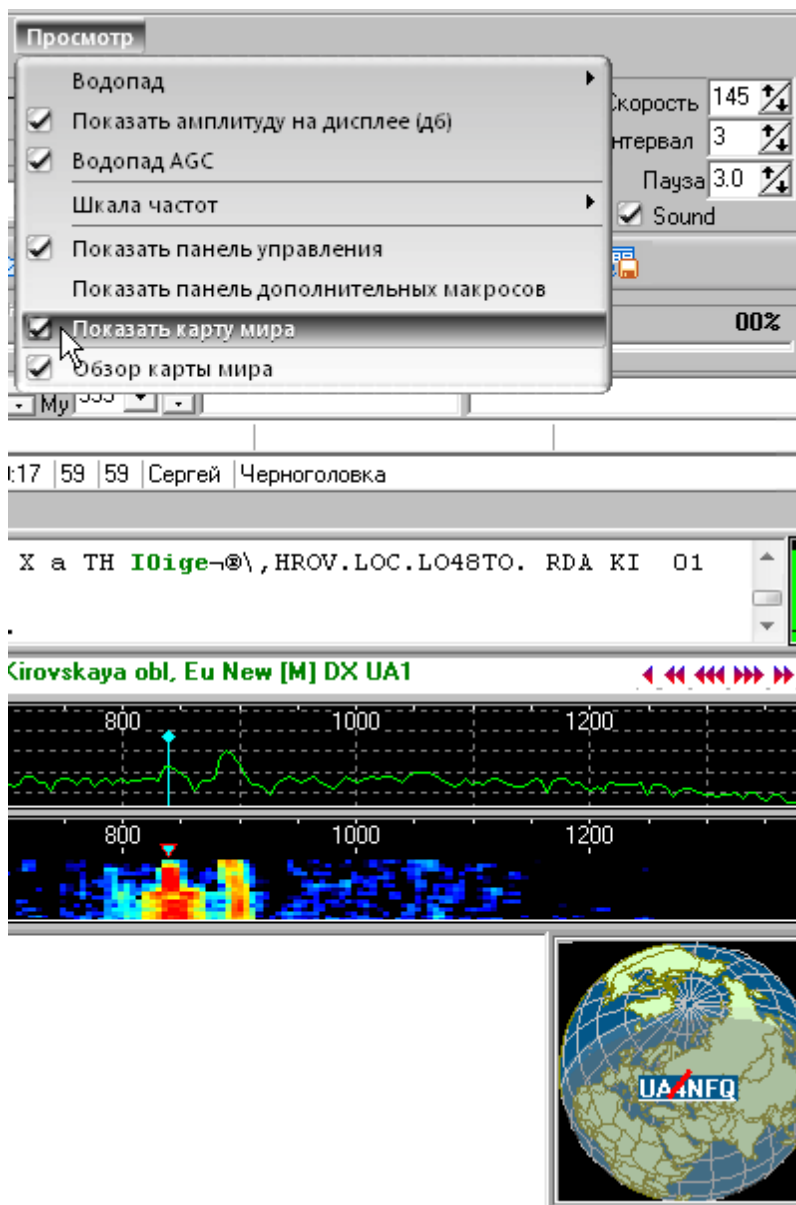 Просмотр
Водопад
Показать амплитуду на дисплее (дб)
Водопад AGC
Шкала частот
Показать панель управления
Показать панель дополнительных макросов
Показать карту мира
Обзор карты мира
корость 145
нтервал 3
Пауза 3.0
Sound
00%
My
:17 59 59 Сергей Черноголовка
X a TH IOige¬®\,HROV.LOC.LO48TO. RDA KI 01
.
Kirovskaya obl, Eu New [M] DX UA1
800 1000 1200
800 1000 1200
UA4NFQ